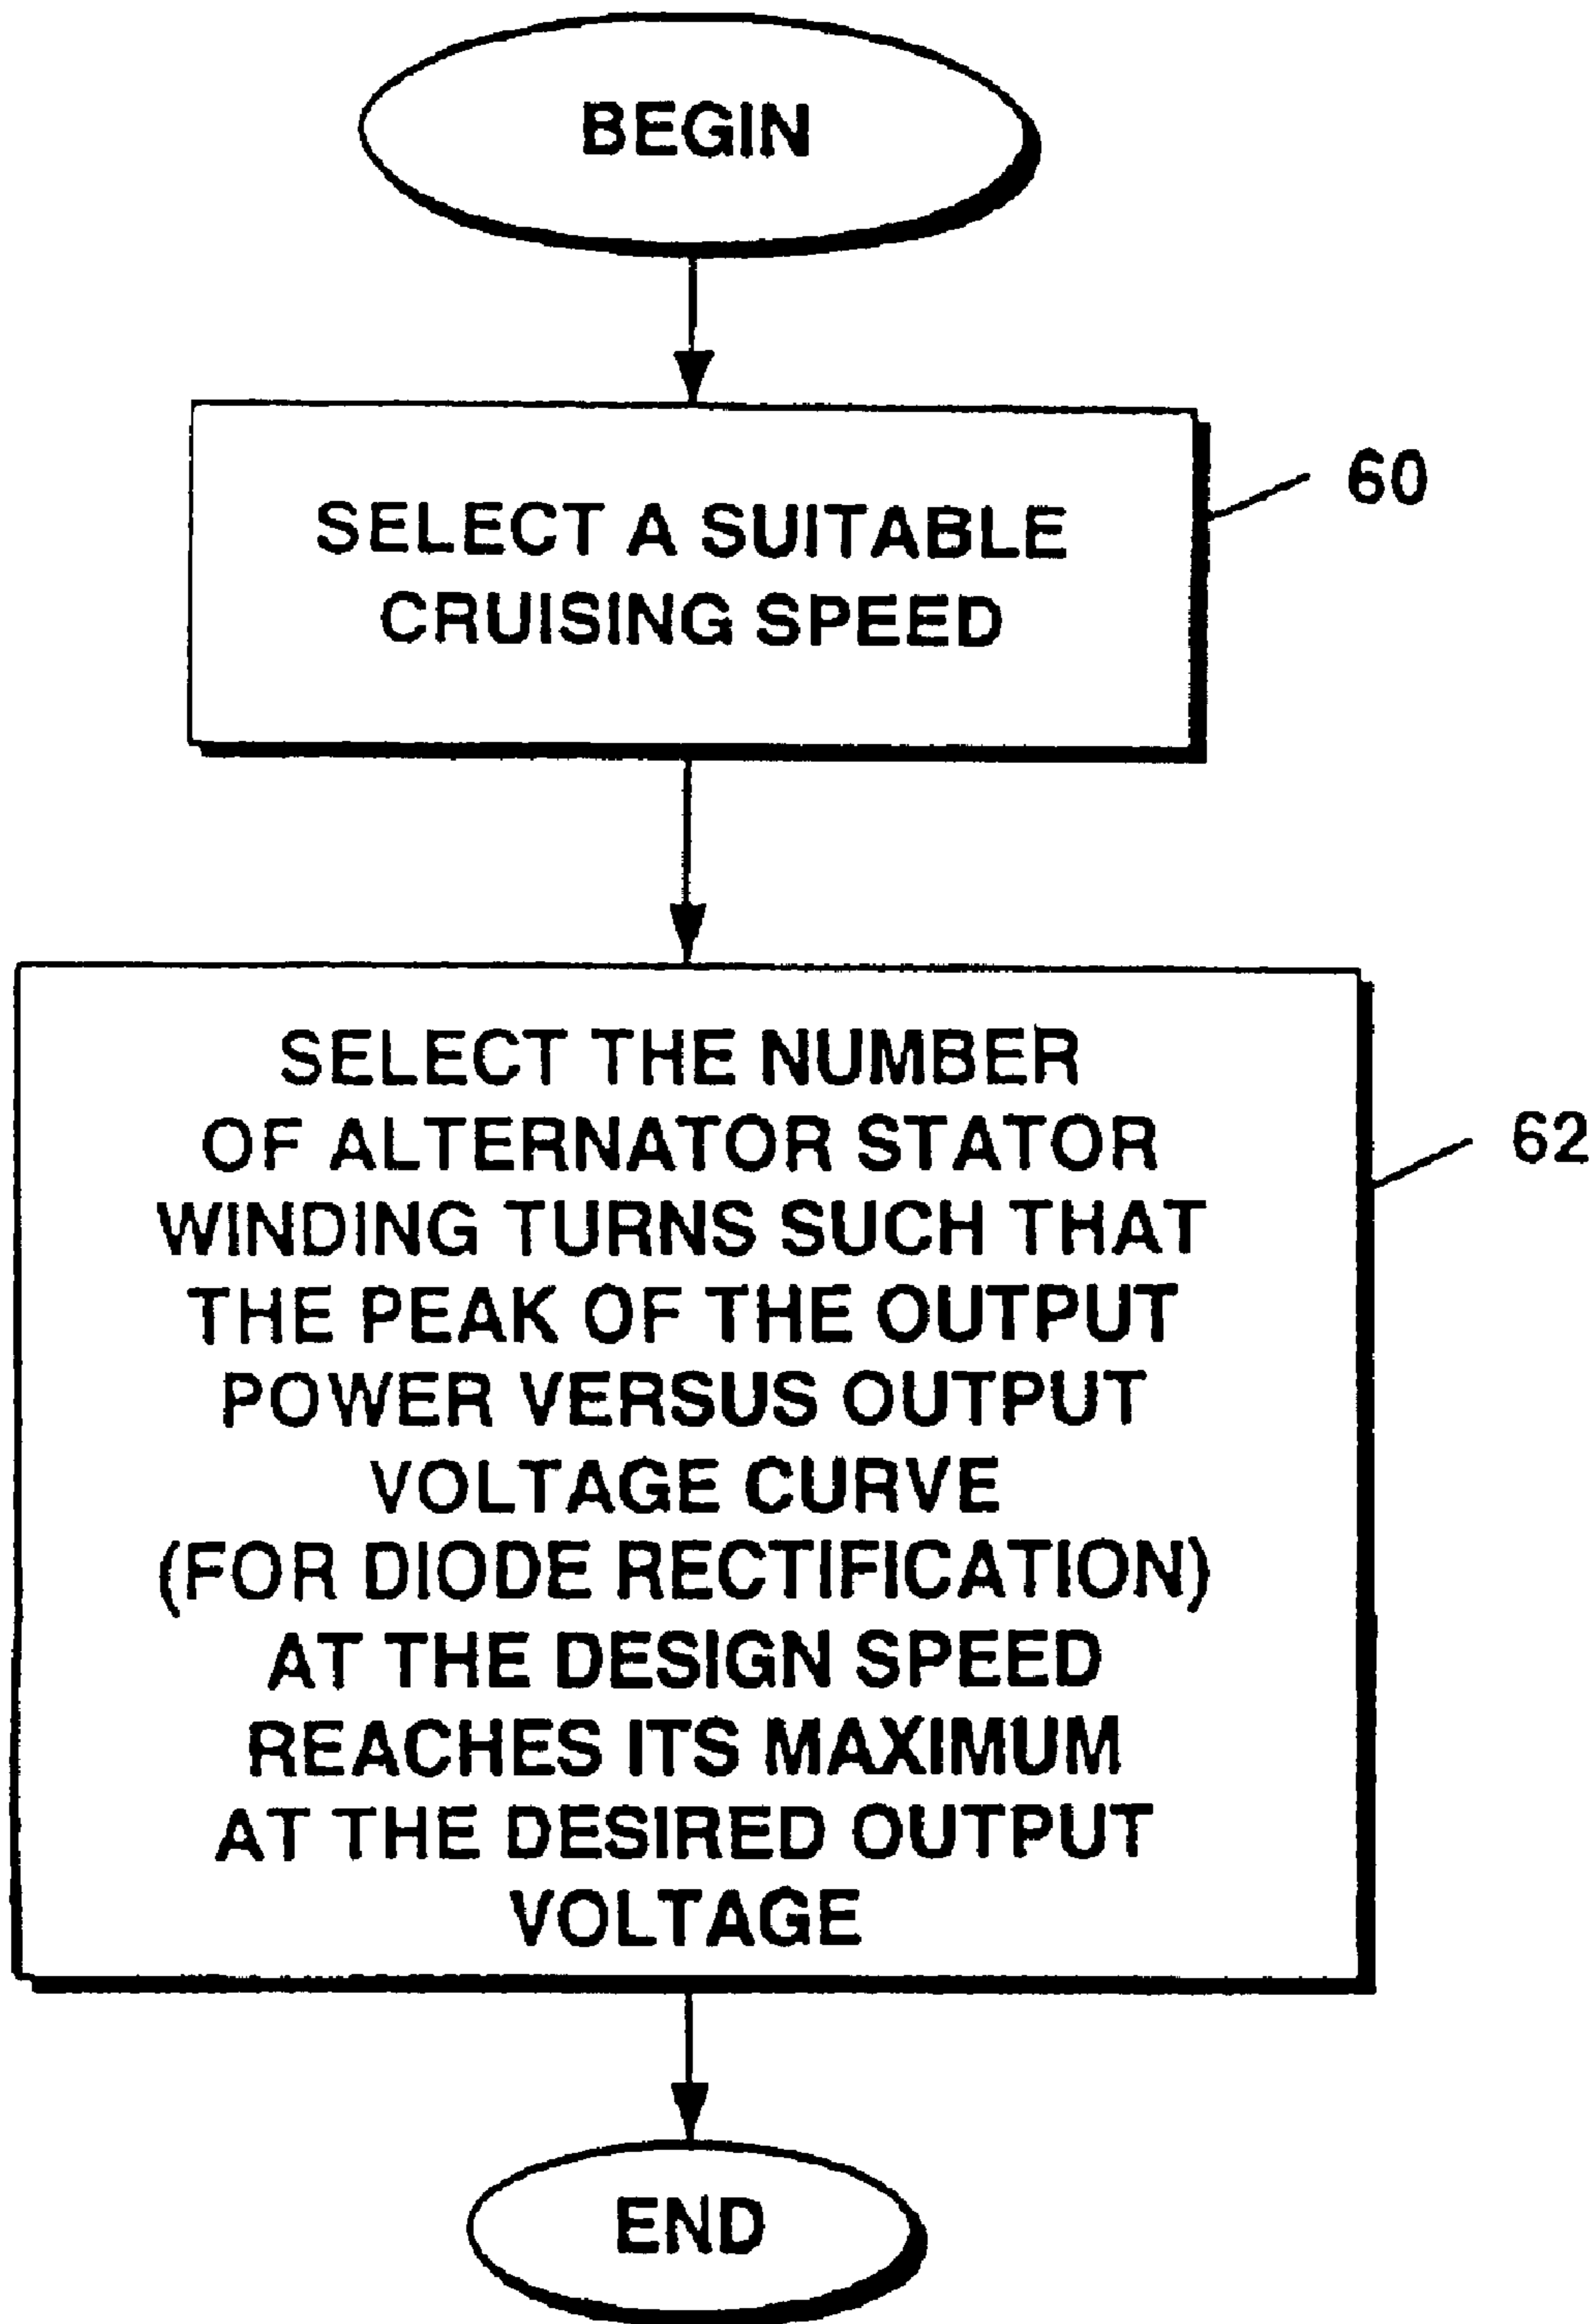 BEGIN
SELECT A SUITABLE
CRUISING SPEED
60
SELECT THE NUMBER
OF ALTERNATOR STATOR
WINDING TURNS SUCH THAT
THE PEAK OF THE OUTPUT
POWER VERSUS OUTPUT
VOLTAGE CURVE
(FOR DIODE RECTIFICATION)
AT THE DESIGN SPEED
REACHES ITS MAXIMUM
AT THE DESIRED OUTPUT
VOLTAGE
62
END